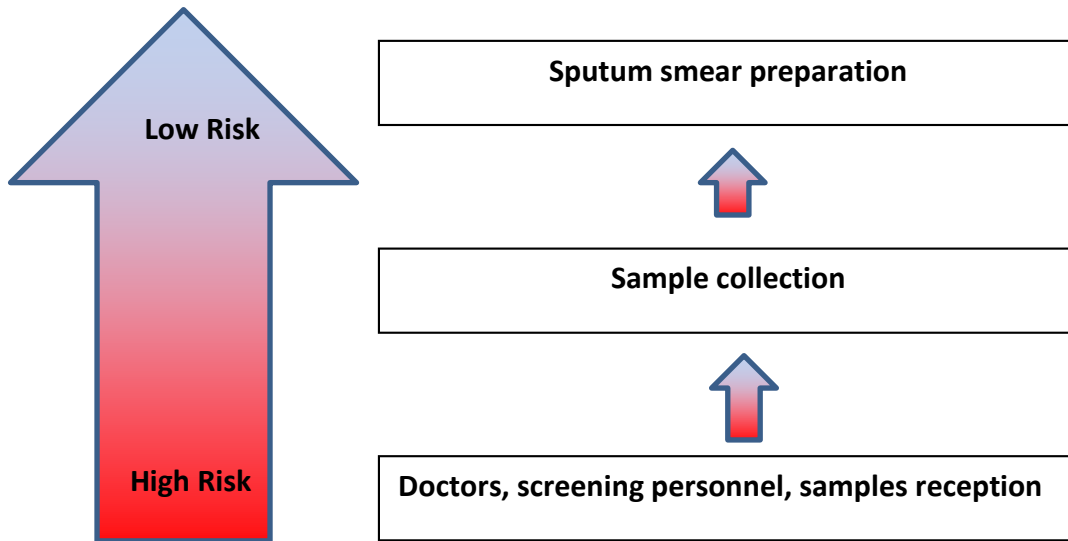 Sputum smear preparation
Low Risk
Sample collection
High Risk
Doctors, screening personnel, samples reception